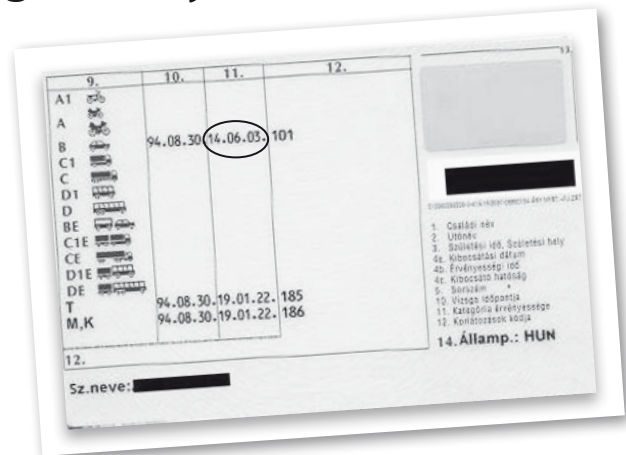 9. 10. 11. 12.
A1
A
B 94.08.30. 14.06.03. 101
C1
C
D1
D
BE
C1E
CE
D1E
DE
T 94.08.30. 19.01.22. 185
M,K 94.08.30. 19.01.22. 186
12.
Sz.neve:
13.
1. Családi név
2. Utónév
3. Születési idő, Születési hely
4a. Kibocsátási dátum
4b. Érvényességi idő
4c. Kibocsátó hatóság
5. Sorszám
10. Vizsga időpontja
11. Kategória érvényessége
12. Korlátozások kódja
14. Államp.: HUN